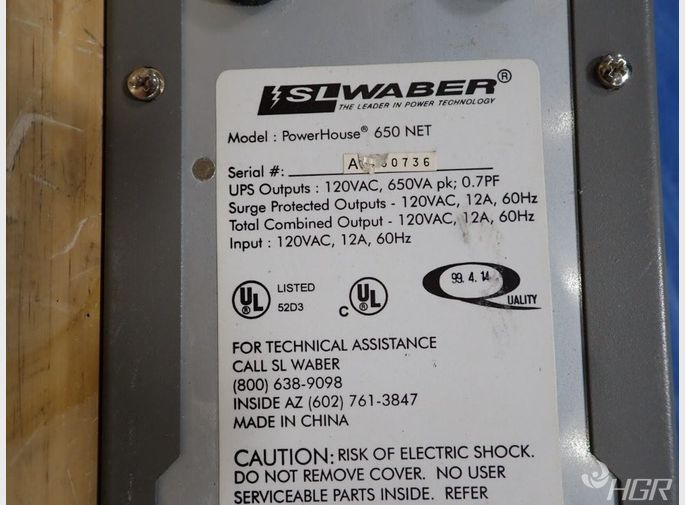 SL WABER®
THE LEADER IN POWER TECHNOLOGY
Model : PowerHouse® 650 NET
Serial #:
UPS Outputs : 120VAC, 650VA pk; 0.7PF
Surge Protected Outputs - 120VAC, 12A, 60Hz
Total Combined Output - 120VAC, 12A, 60Hz
Input : 120VAC, 12A, 60Hz
UL® LISTED 52D3
C UL®
99. 4. 14
QUALITY
FOR TECHNICAL ASSISTANCE
CALL SL WABER
(800) 638-9098
INSIDE AZ (602) 761-3847
MADE IN CHINA
CAUTION: RISK OF ELECTRIC SHOCK.
DO NOT REMOVE COVER. NO USER
SERVICEABLE PARTS INSIDE. REFER
HGR